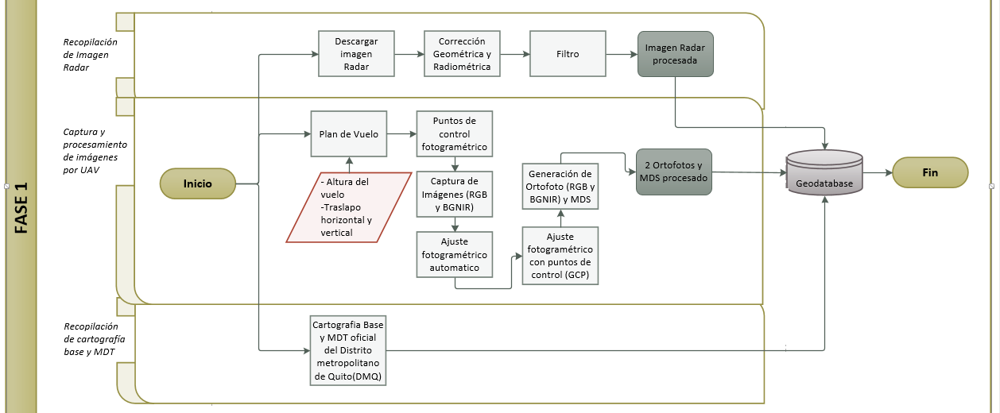 FASE 1
Recopilación
de Imagen
Radar
Descargar
imagen
Radar
Corrección
Geométrica y
Radiométrica
Filtro
Imagen Radar
procesada
Captura y
procesamiento
de imágenes
por UAV
Inicio
Plan de Vuelo
- Altura del
vuelo
-Traslapo
horizontal y
vertical
Puntos de
control
fotogramétrico
Captura de
Imágenes (RGB
y BGNIR)
Ajuste
fotogramétrico
automatico
Ajuste
fotogramétrico
con puntos de
control (GCP)
Generación de
Ortofoto (RGB y
BGNIR) y MDS
2 Ortofotos y
MDS procesado
Geodatabase
Fin
Recopilación
de cartografía
base y MDT
Cartografia Base
y MDT oficial
del Distrito
metropolitano
de Quito(DMQ)